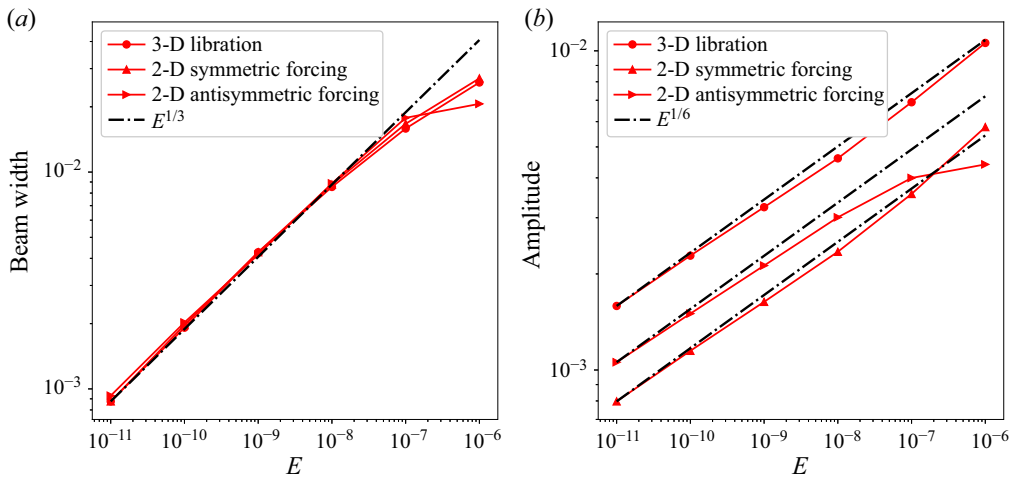 (a)
3-D libration
2-D symmetric forcing
2-D antisymmetric forcing
E^{1/3}
Beam width
10^{-2}
10^{-3}
10^{-11} 10^{-10} 10^{-9} 10^{-8} 10^{-7} 10^{-6}
E
(b)
3-D libration
2-D symmetric forcing
2-D antisymmetric forcing
E^{1/6}
Amplitude
10^{-2}
10^{-3}
10^{-11} 10^{-10} 10^{-9} 10^{-8} 10^{-7} 10^{-6}
E